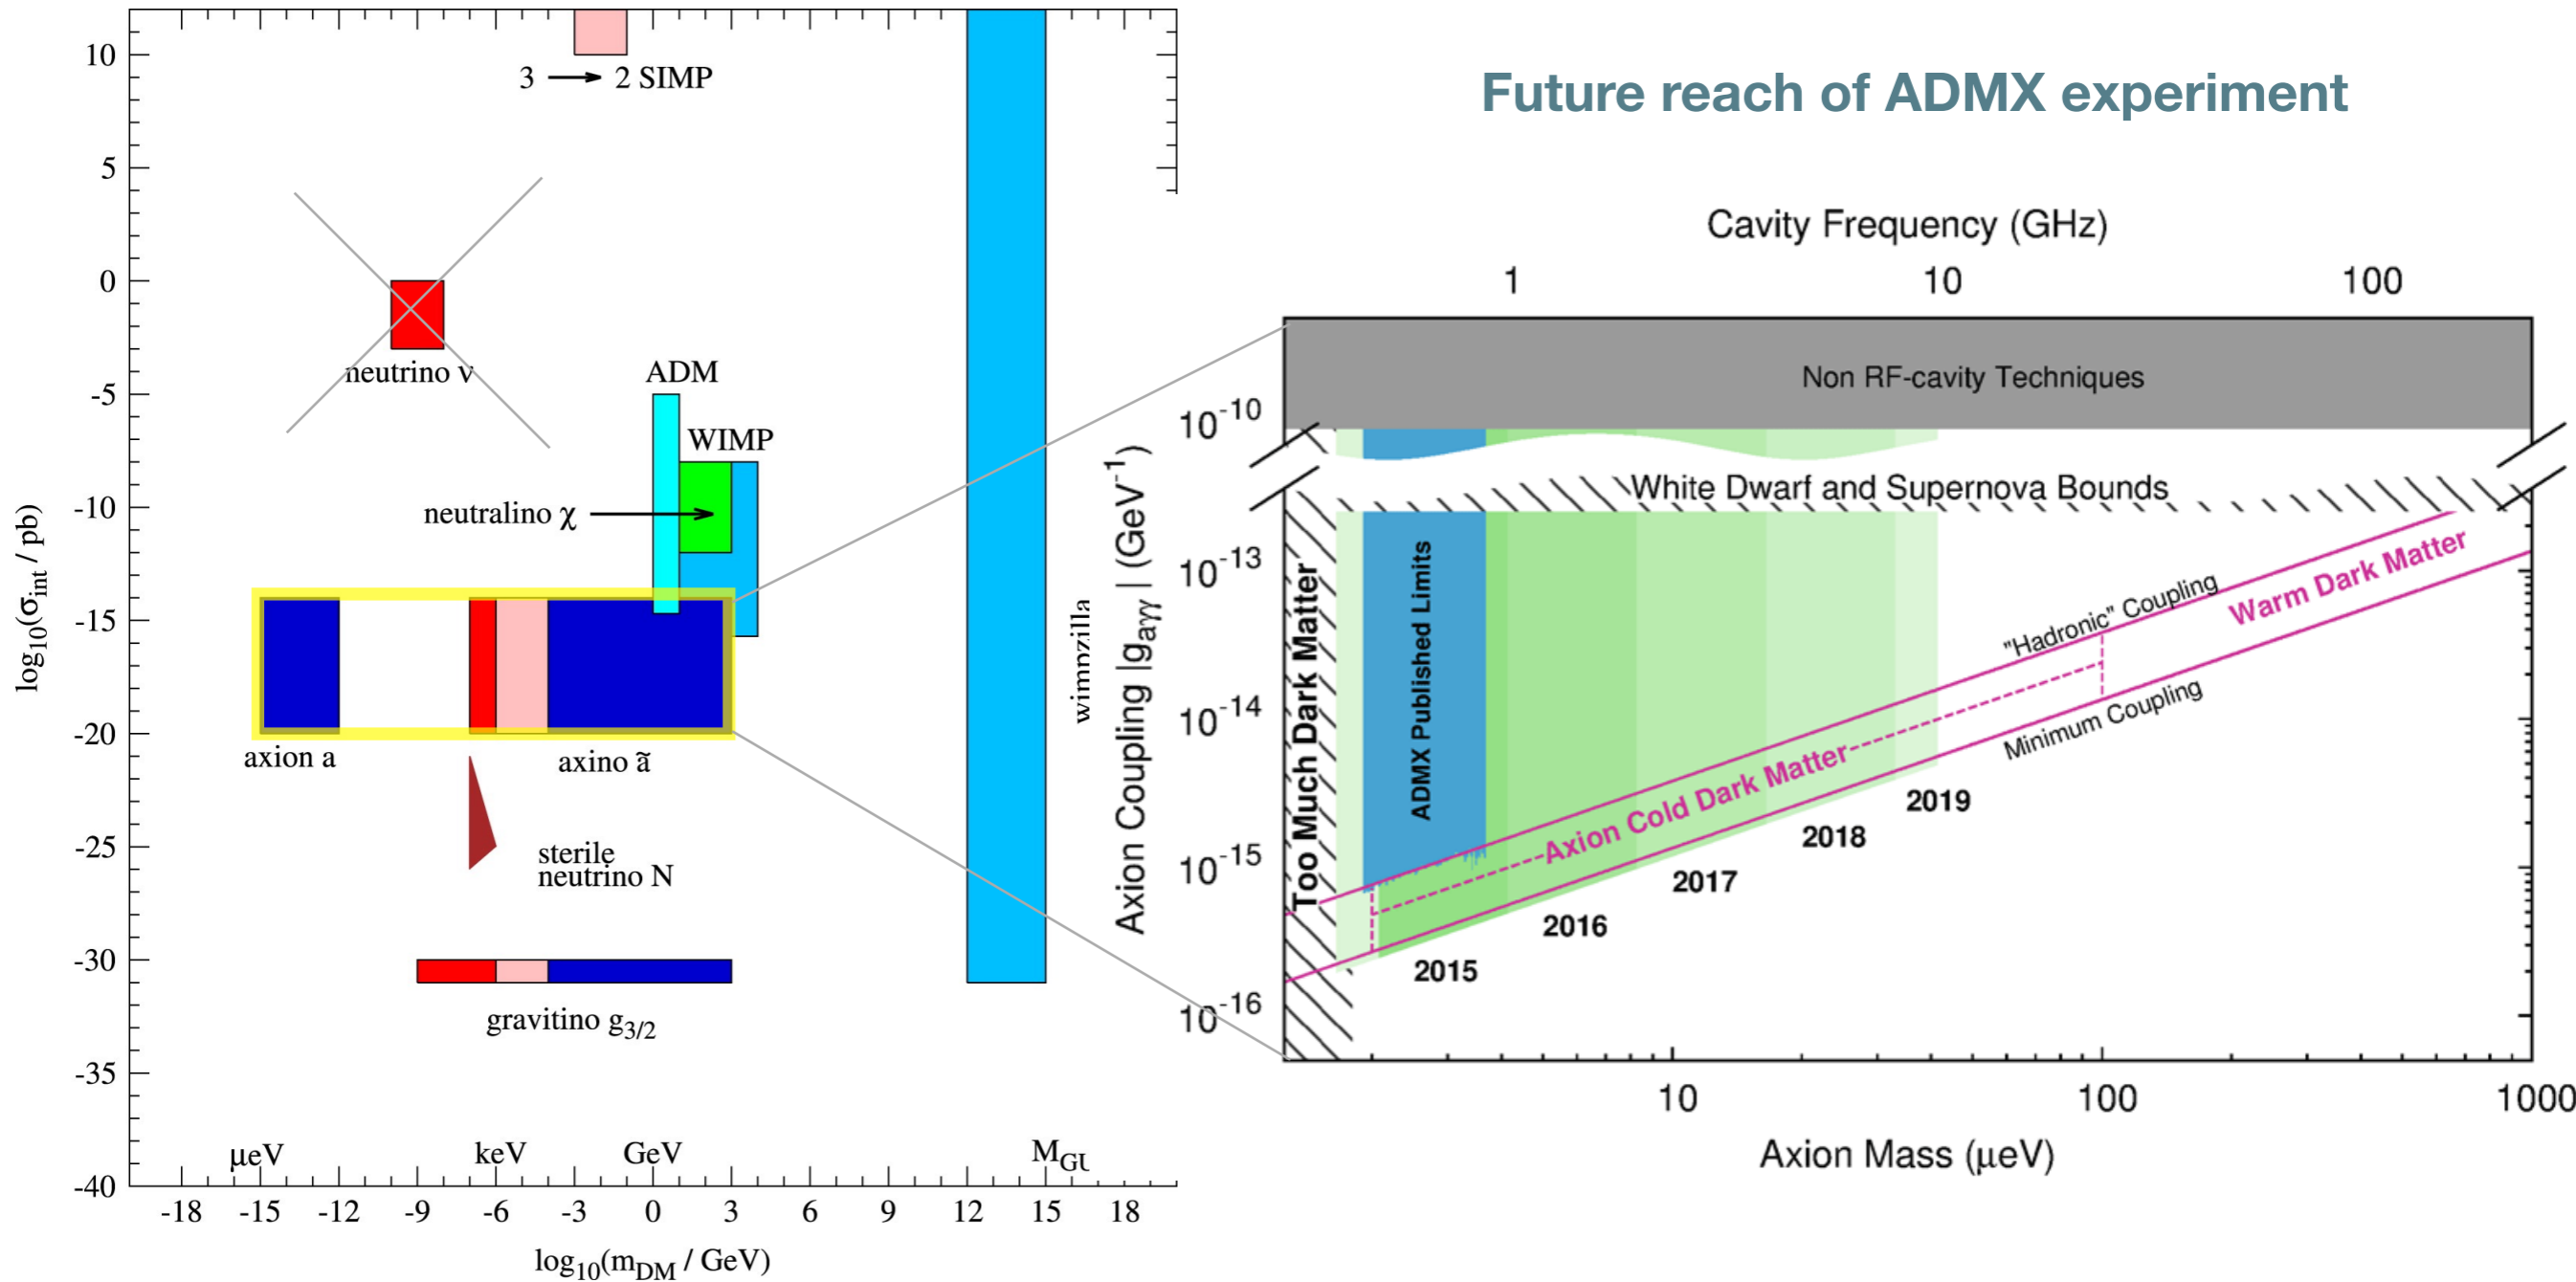 Future reach of ADMX experiment
10
5
0
-5
-10
-15
-20
-25
-30
-35
-40
log10(σint / pb)
3 → 2 SIMP
neutrino ν
ADM
WIMP
neutralino χ
axion a
axino ã
sterile
neutrino N
gravitino g3/2
wimpzilla
μeV
keV
GeV
MGU
-18 -15 -12 -9 -6 -3 0 3 6 9 12 15 18
log10(mDM / GeV)
Cavity Frequency (GHz)
1 10 100
Non RF-cavity Techniques
White Dwarf and Supernova Bounds
Axion Coupling |gaγγ| (GeV-1)
10-10
10-13
10-14
10-15
10-16
Too Much Dark Matter
ADMX Published Limits
"Hadronic" Coupling
Warm Dark Matter
Minimum Coupling
Axion Cold Dark Matter
2015
2016
2017
2018
2019
10 100 1000
Axion Mass (μeV)